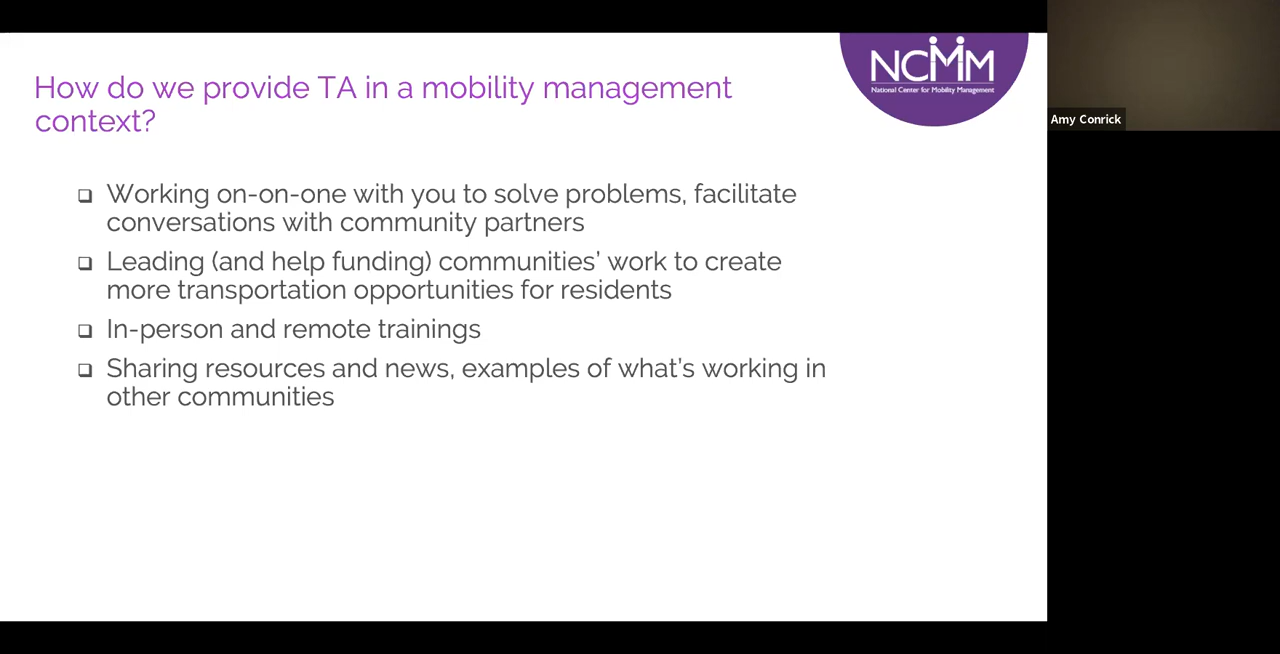 How do we provide TA in a mobility management
context?
NCMM
National Center for Mobility Management
Amy Conrick
Working on-on-one with you to solve problems, facilitate
conversations with community partners
Leading (and help funding) communities’ work to create
more transportation opportunities for residents
In-person and remote trainings
Sharing resources and news, examples of what’s working in
other communities